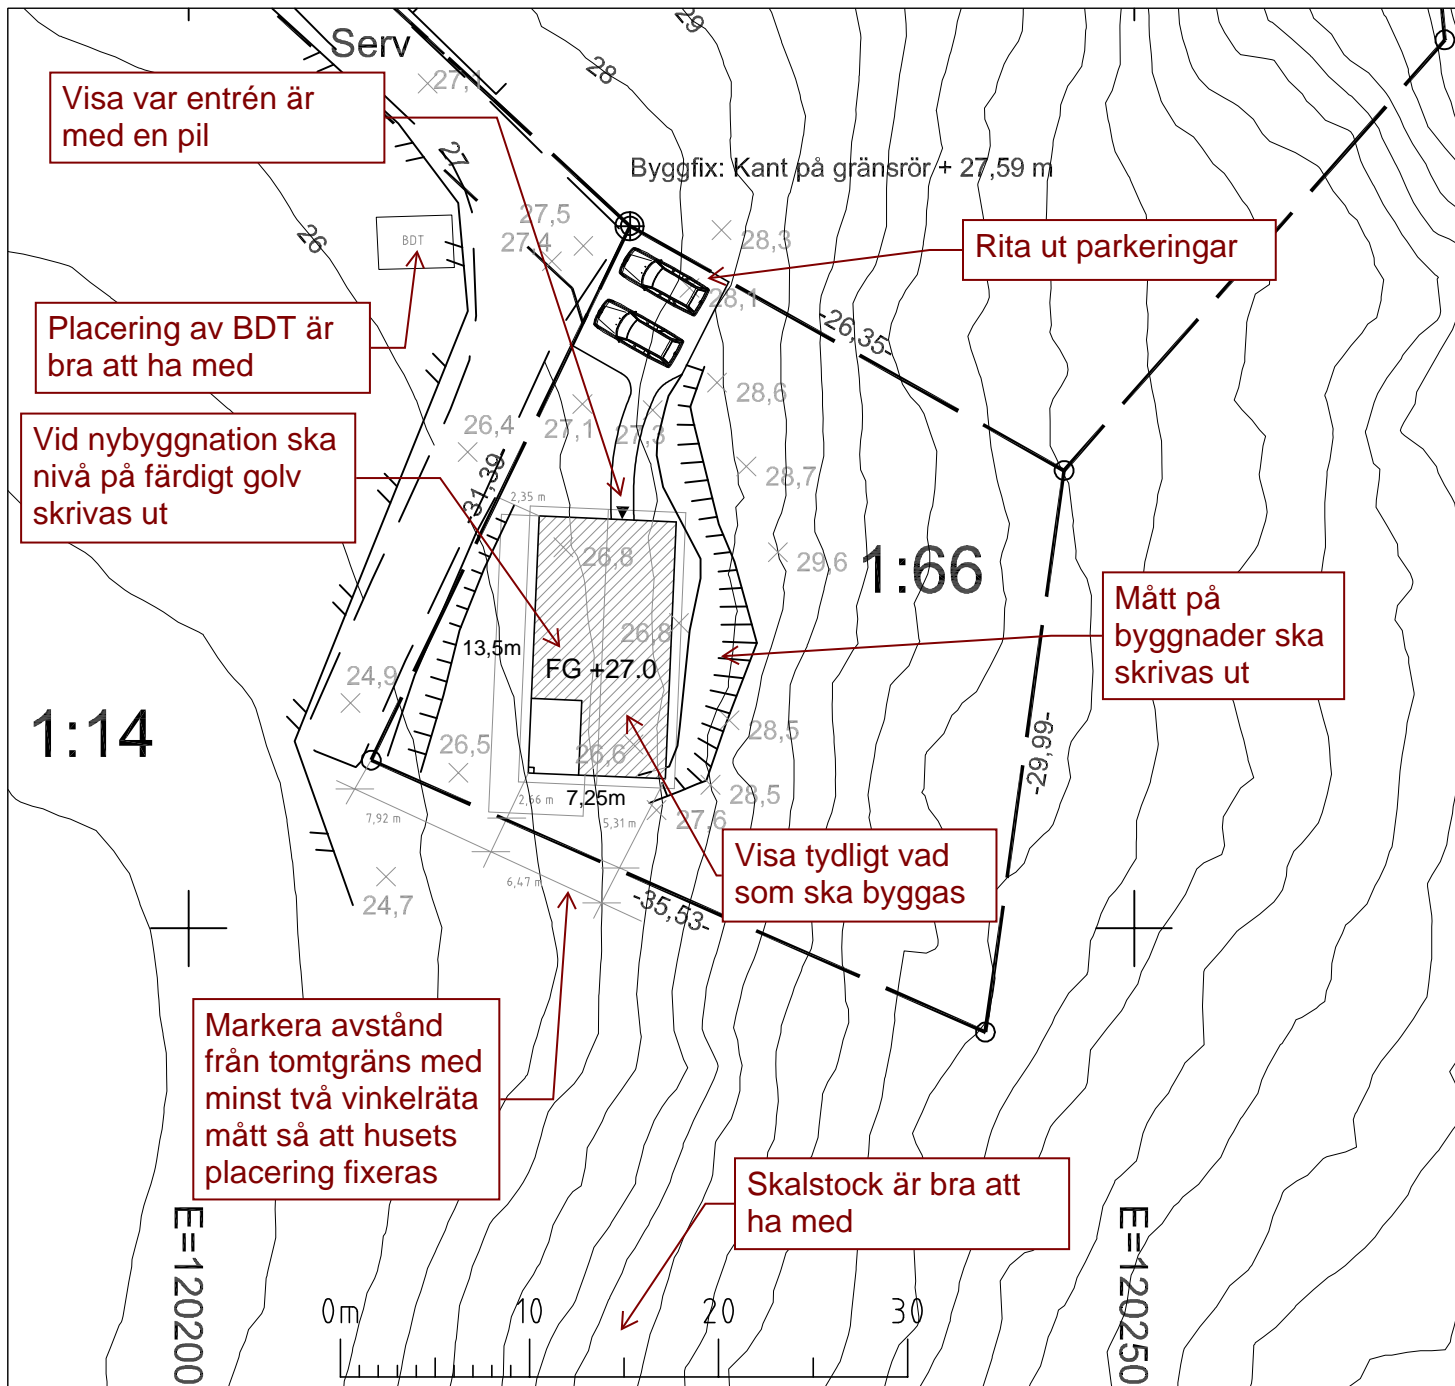 Serv
29
28
27,1
Visa var entrén är
med en pil
27
Byggfix: Kant på gränsrör + 27,59 m
26
27,5
27,4
BDT
28,3
Rita ut parkeringar
28,1
-26,35-
Placering av BDT är
bra att ha med
28,6
26,4
27,1
27,3
Vid nybyggnation ska
nivå på färdigt golv
skrivas ut
-31,39-
28,7
2,35 m
26,8
29,6
1:66
Mått på
byggnader ska
skrivas ut
26,8
13,5m
FG +27.0
24,9
1:14
28,5
-29,99-
26,5
26,6
28,5
2,66 m
7,25m
27,6
7,92 m
5,31 m
Visa tydligt vad
som ska byggas
24,7
6,47 m
-35,53-
Markera avstånd
från tomtgräns med
minst två vinkelräta
mått så att husets
placering fixeras
Skalstock är bra att
ha med
E=120200
E=120250
0m 10 20 30